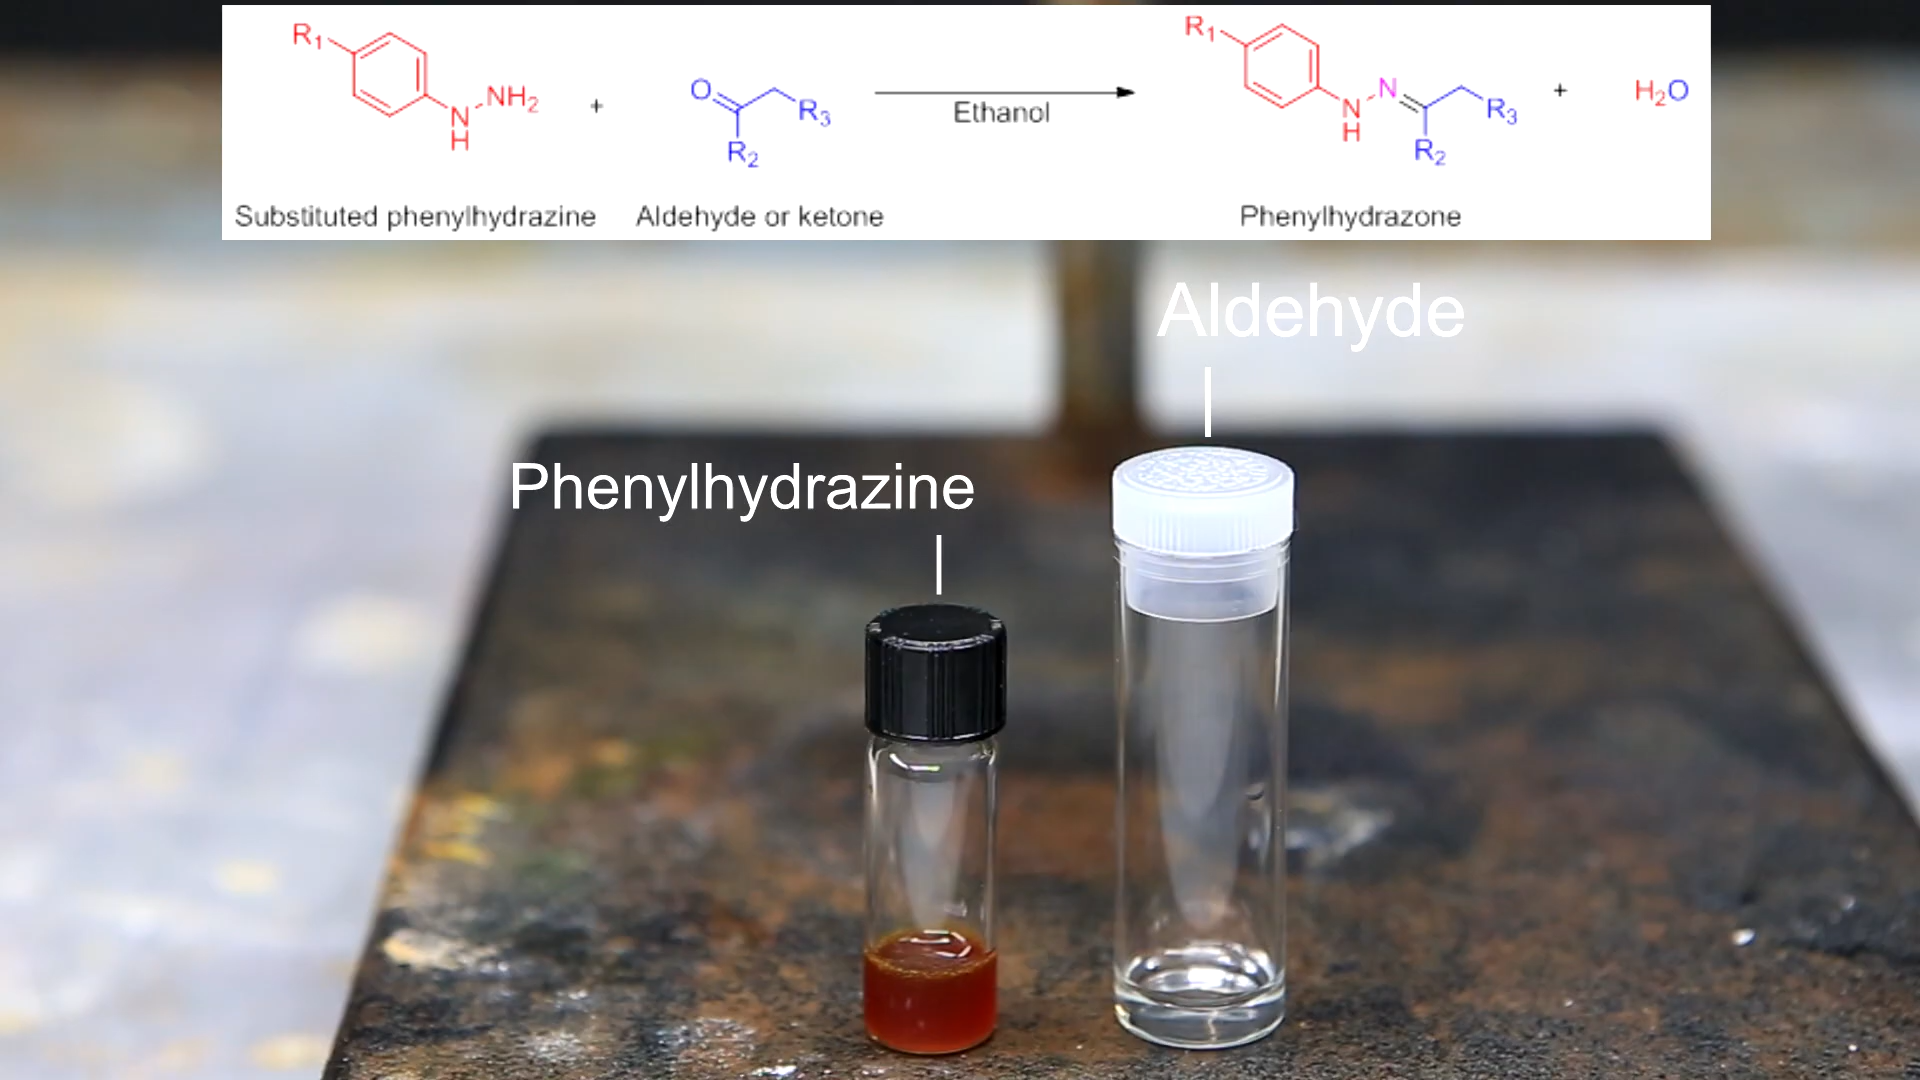 R1
N
H
NH2
+
O
R3
R2
Ethanol
R1
N
H
N
R3
R2
+
H2O
Substituted phenylhydrazine
Aldehyde or ketone
Phenylhydrazone
Aldehyde
Phenylhydrazine